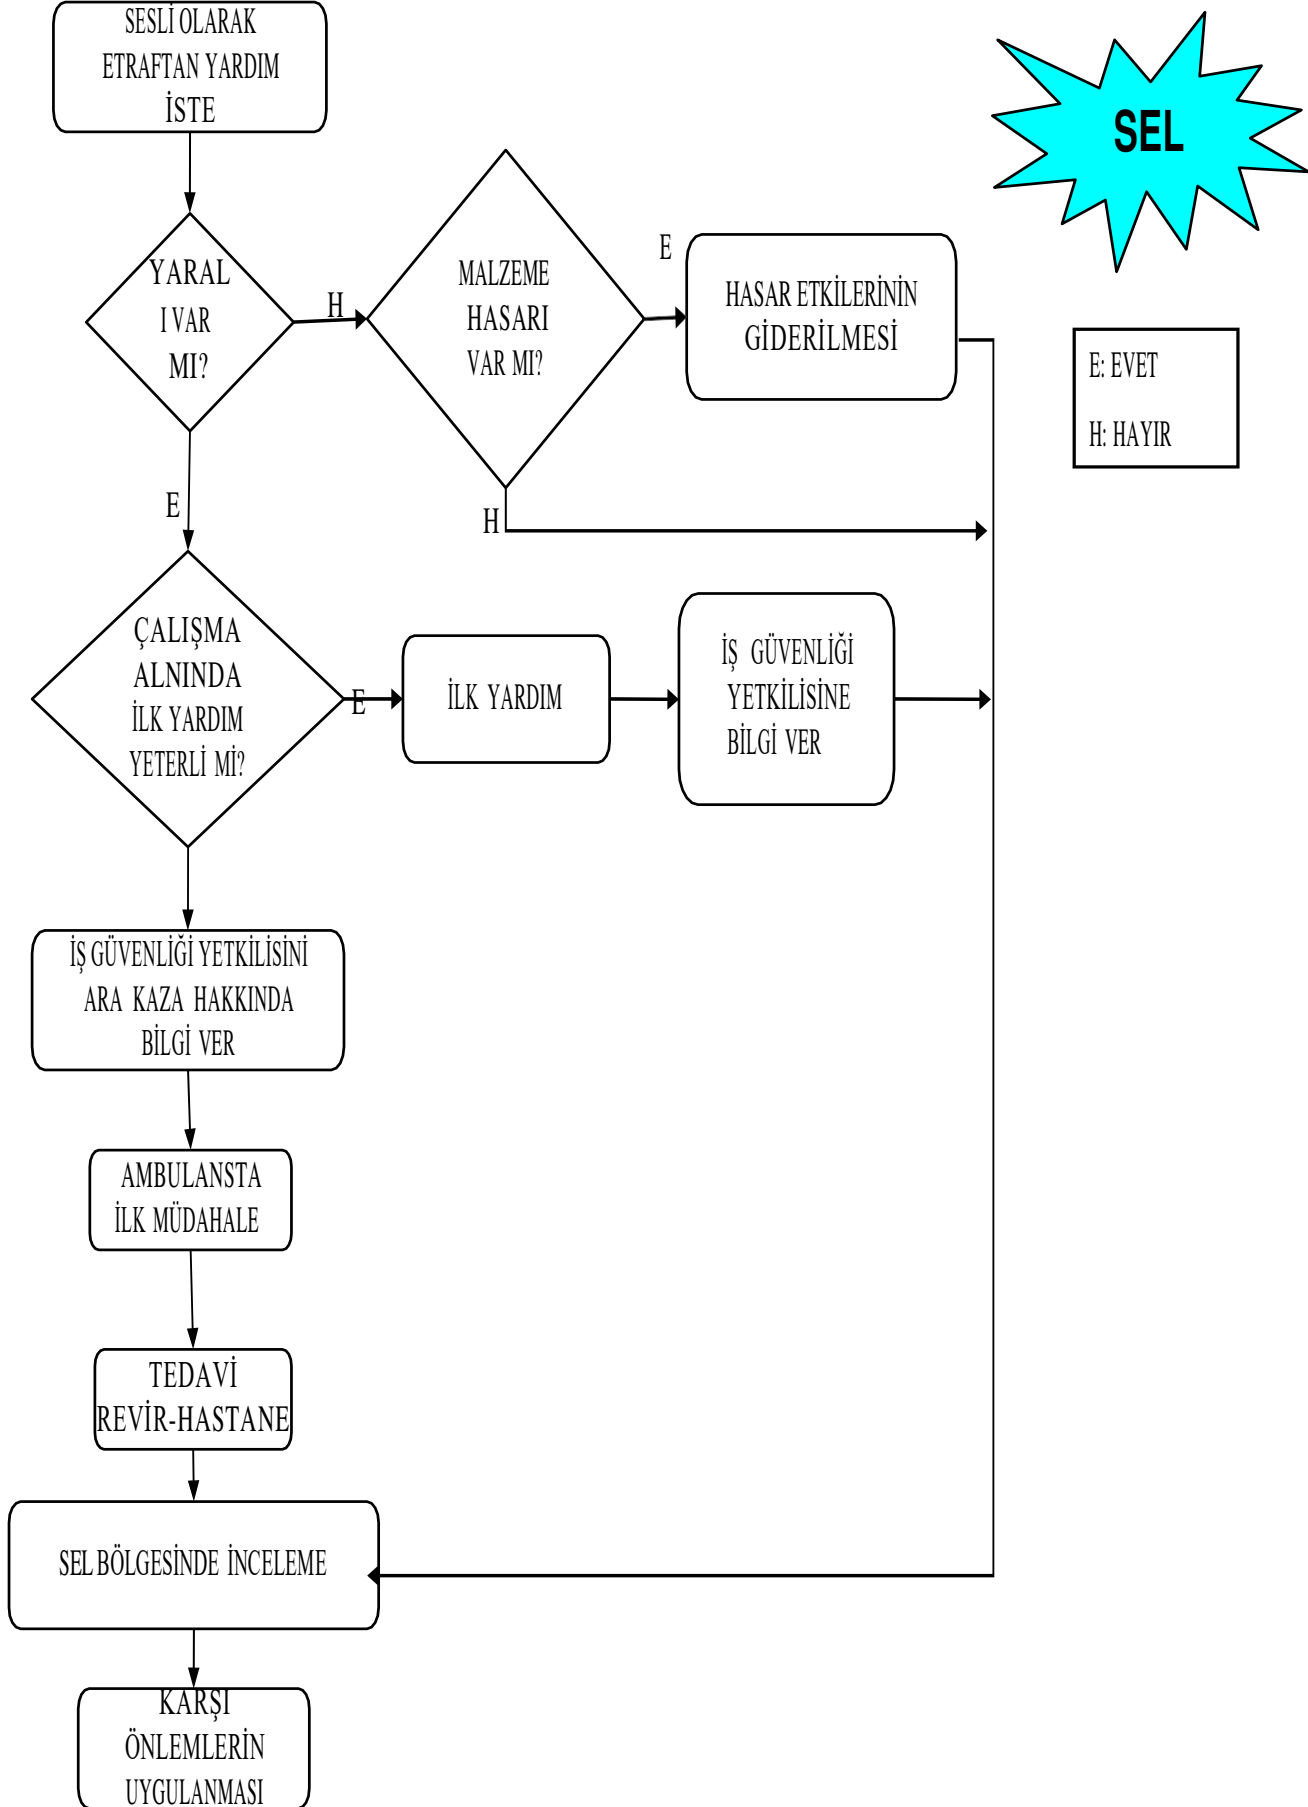 SESLİ OLARAK
ETRAFTAN YARDIM
İSTE
SEL
YARAL
I VAR
MI?
H
MALZEME
HASARI
VAR MI?
E
HASAR ETKİLERİNİN
GİDERİLMESİ
E: EVET
H: HAYIR
E
H
ÇALIŞMA
ALNINDA
İLK YARDIM
YETERLİ Mİ?
E
İLK YARDIM
İŞ GÜVENLİĞİ
YETKİLİSİNE
BİLGİ VER
İŞ GÜVENLİĞİ YETKİLİSİNİ
ARA KAZA HAKKINDA
BİLGİ VER
AMBULANSTA
İLK MÜDAHALE
TEDAVİ
REVİR-HASTANE
SEL BÖLGESİNDE İNCELEME
KARŞI
ÖNLEMLERİN
UYGULANMASI